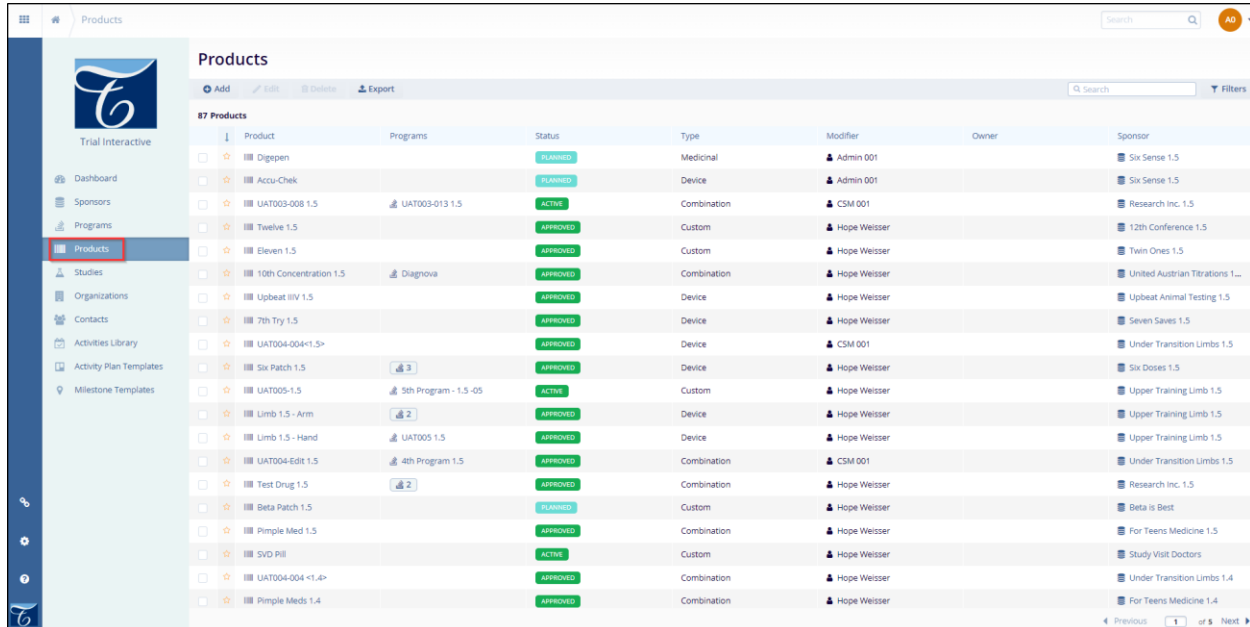 Products
Search
AO
Trial Interactive
Dashboard
Sponsors
Programs
Products
Studies
Organizations
Contacts
Activities Library
Activity Plan Templates
Milestone Templates
Products
Add Edit Delete Export Search Filters
87 Products
Product Programs Status Type Modifier Owner Sponsor
Digepen PLANNED Medicinal Admin 001 Six Sense 1.5
Accu-Chek PLANNED Device Admin 001 Six Sense 1.5
UAT003-008 1.5 UAT003-013 1.5 ACTIVE Combination CSM 001 Research Inc. 1.5
Twelve 1.5 APPROVED Custom Hope Weisser 12th Conference 1.5
Eleven 1.5 APPROVED Custom Hope Weisser Twin Ones 1.5
10th Concentration 1.5 Diagnova APPROVED Combination Hope Weisser United Austrian Titrations 1...
Upbeat IIIV 1.5 APPROVED Device Hope Weisser Upbeat Animal Testing 1.5
7th Try 1.5 APPROVED Device Hope Weisser Seven Saves 1.5
UAT004-004<1.5> APPROVED Device CSM 001 Under Transition Limbs 1.5
Six Patch 1.5 3 APPROVED Device Hope Weisser Six Doses 1.5
UAT005-1.5 5th Program - 1.5 -05 ACTIVE Custom Hope Weisser Upper Training Limb 1.5
Limb 1.5 - Arm 2 APPROVED Device Hope Weisser Upper Training Limb 1.5
Limb 1.5 - Hand UAT005 1.5 APPROVED Device Hope Weisser Upper Training Limb 1.5
UAT004-Edit 1.5 4th Program 1.5 APPROVED Combination CSM 001 Under Transition Limbs 1.5
Test Drug 1.5 2 APPROVED Combination Hope Weisser Research Inc. 1.5
Beta Patch 1.5 PLANNED Custom Hope Weisser Beta is Best
Pimple Med 1.5 APPROVED Combination Hope Weisser For Teens Medicine 1.5
SVD Pill ACTIVE Custom Hope Weisser Study Visit Doctors
UAT004-004 <1.4> APPROVED Combination Hope Weisser Under Transition Limbs 1.4
Pimple Meds 1.4 APPROVED Combination Hope Weisser For Teens Medicine 1.4
Previous 1 of 5 Next